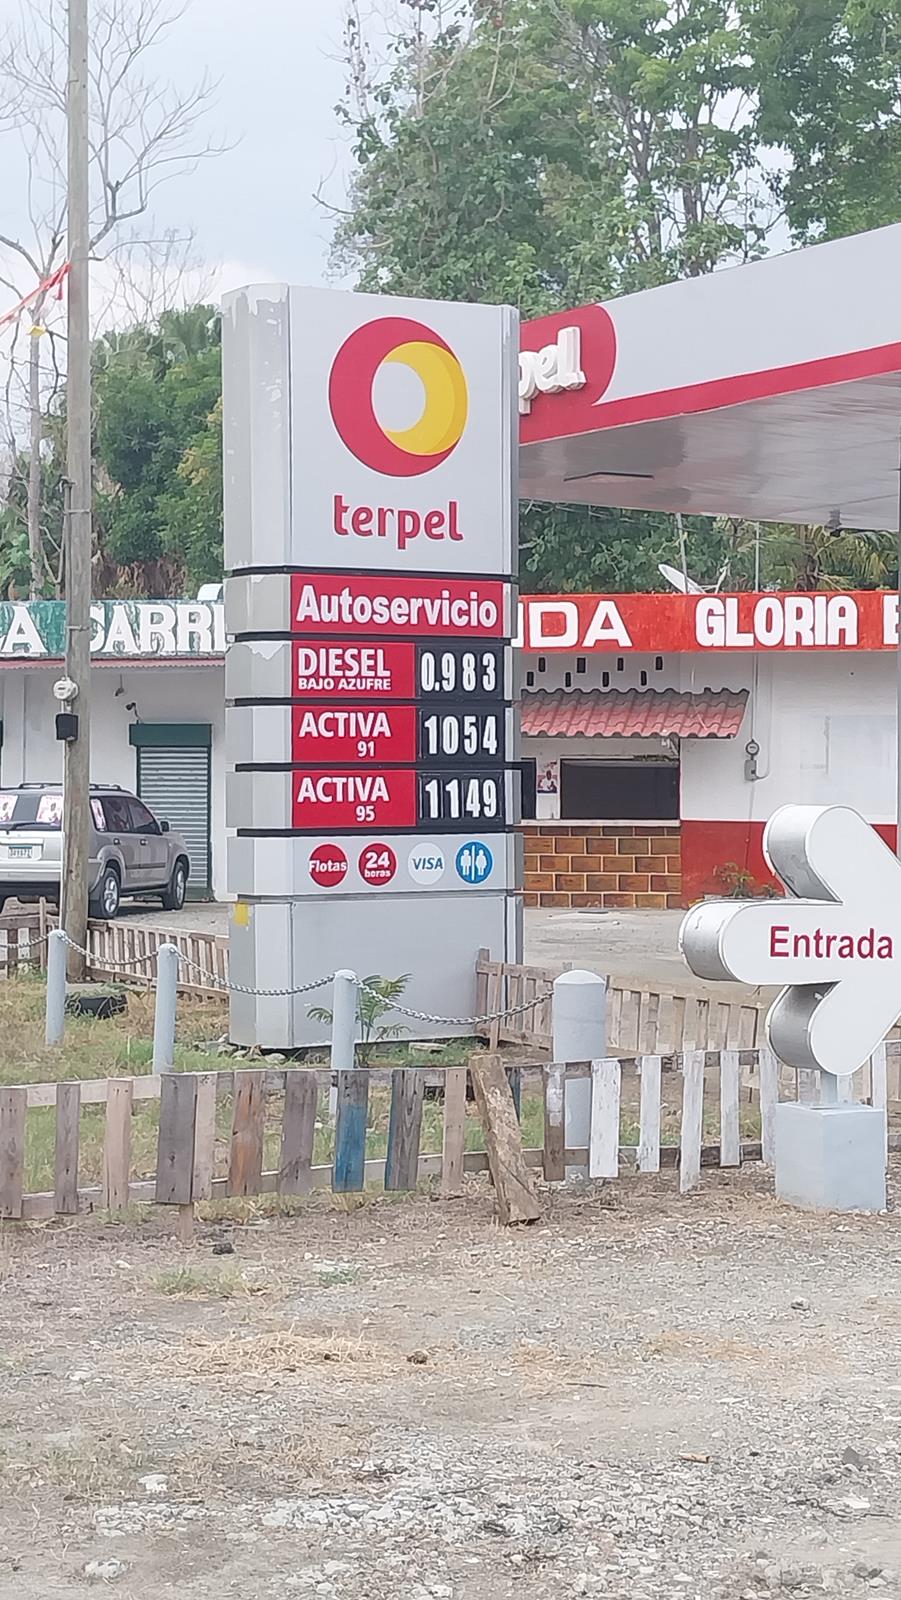 terpel
Autoservicio
DIESEL
BAJO AZUFRE
0.983
ACTIVA
91
1054
ACTIVA
95
1149
Flotas
24
horas
VISA
GLORIA
Entrada